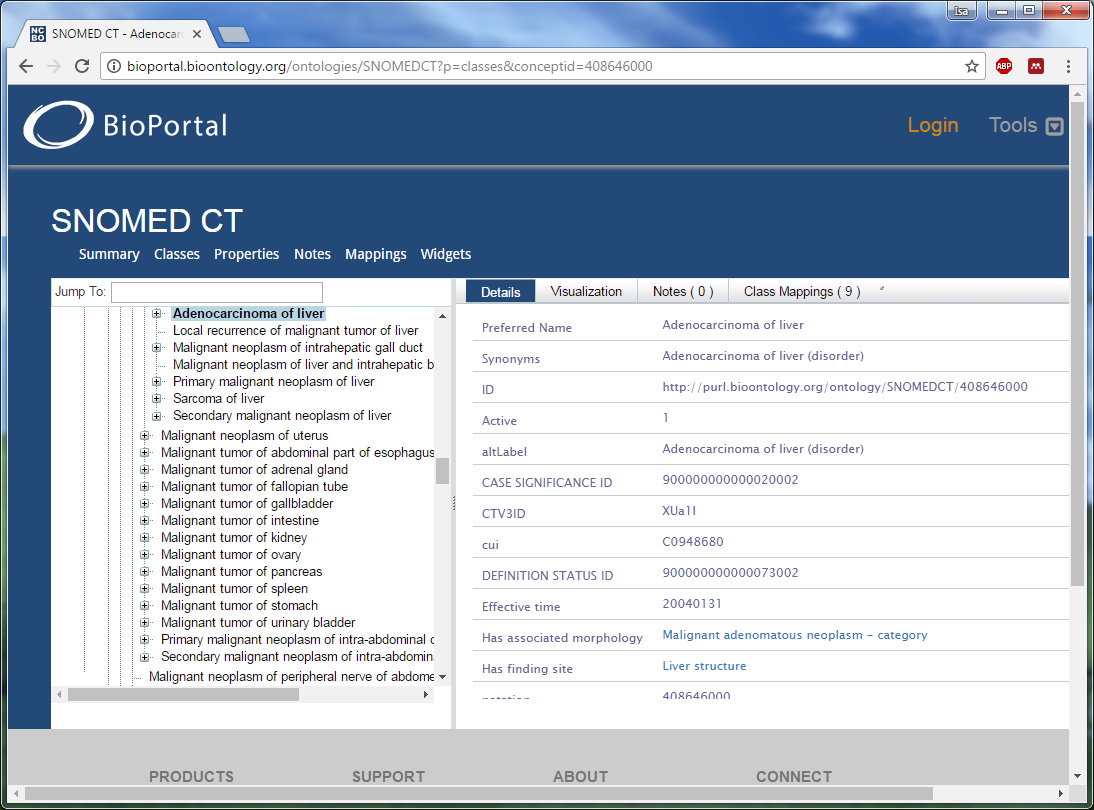 Isa
NC
BO
SNOMED CT - Adenocar
bioportal.bioontology.org/ontologies/SNOMEDCT?p=classes&conceptid=408646000
ABP
BioPortal
Login
Tools
SNOMED CT
Summary Classes Properties Notes Mappings Widgets
Jump To:
Adenocarcinoma of liver
Local recurrence of malignant tumor of liver
Malignant neoplasm of intrahepatic gall duct
Malignant neoplasm of liver and intrahepatic b
Primary malignant neoplasm of liver
Sarcoma of liver
Secondary malignant neoplasm of liver
Malignant neoplasm of uterus
Malignant tumor of abdominal part of esophagus
Malignant tumor of adrenal gland
Malignant tumor of fallopian tube
Malignant tumor of gallbladder
Malignant tumor of intestine
Malignant tumor of kidney
Malignant tumor of ovary
Malignant tumor of pancreas
Malignant tumor of spleen
Malignant tumor of stomach
Malignant tumor of urinary bladder
Primary malignant neoplasm of intra-abdominal
Secondary malignant neoplasm of intra-abdomin
Malignant neoplasm of peripheral nerve of abdome
Details Visualization Notes ( 0 ) Class Mappings ( 9 )
Preferred Name Adenocarcinoma of liver
Synonyms Adenocarcinoma of liver (disorder)
ID http://purl.bioontology.org/ontology/SNOMEDCT/408646000
Active 1
altLabel Adenocarcinoma of liver (disorder)
CASE SIGNIFICANCE ID 900000000000020002
CTV3ID XUa1I
cui C0948680
DEFINITION STATUS ID 900000000000073002
Effective time 20040131
Has associated morphology Malignant adenomatous neoplasm - category
Has finding site Liver structure
notation 408646000
PRODUCTS SUPPORT ABOUT CONNECT